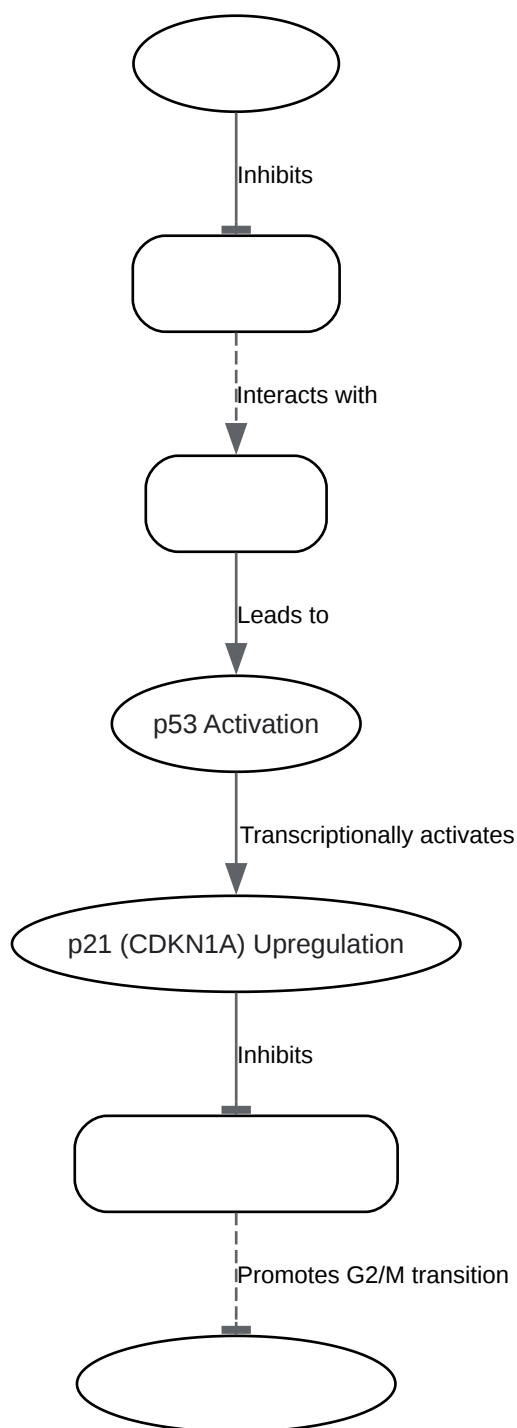 Inhibits
Interacts with
Leads to
p53 Activation
Transcriptionally activates
p21 (CDKN1A) Upregulation
Inhibits
Promotes G2/M transition